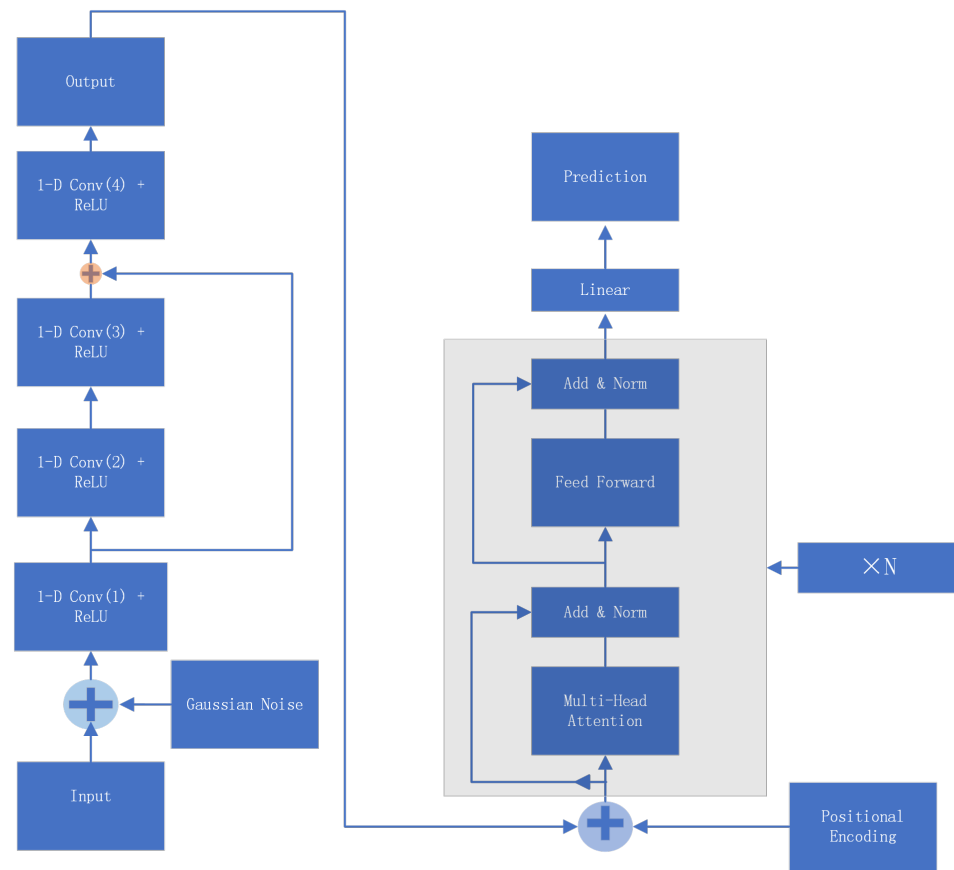 Output
1-D Conv(4) +
ReLU
1-D Conv(3) +
ReLU
1-D Conv(2) +
ReLU
1-D Conv(1) +
ReLU
Gaussian Noise
Input
Prediction
Linear
Add & Norm
Feed Forward
Add & Norm
Multi-Head
Attention
×N
Positional
Encoding